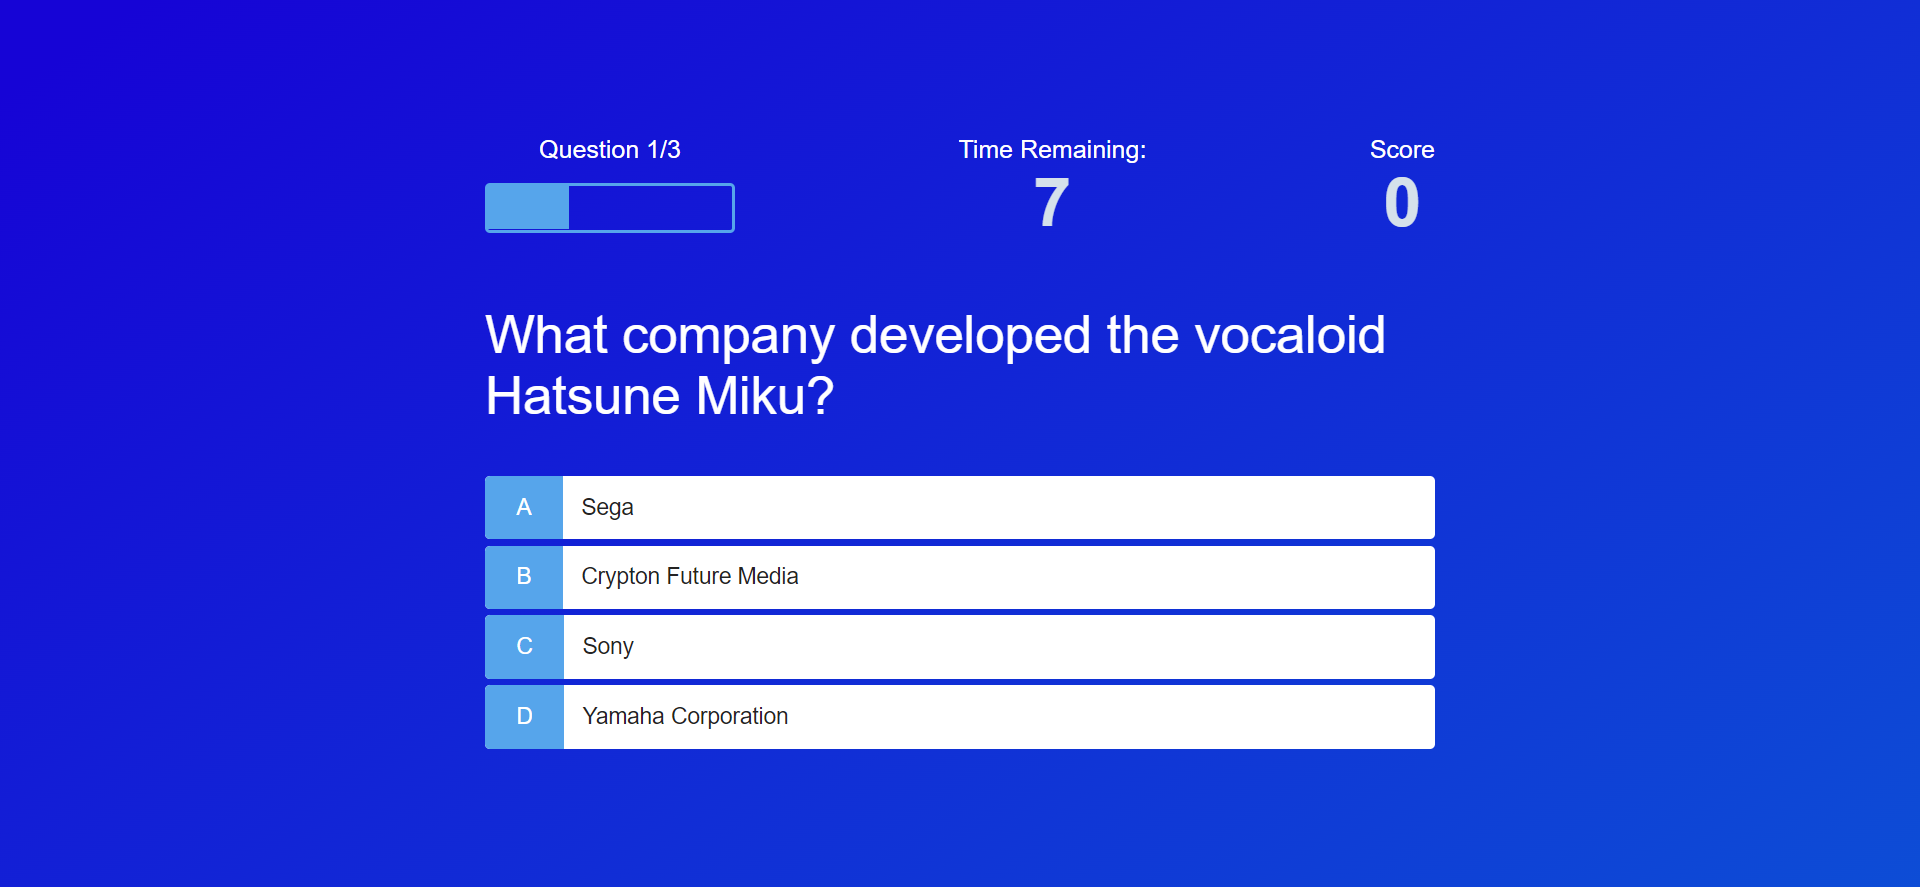 Question 1/3
Time Remaining:
7
Score
0
What company developed the vocaloid
Hatsune Miku?
A Sega
B Crypton Future Media
C Sony
D Yamaha Corporation